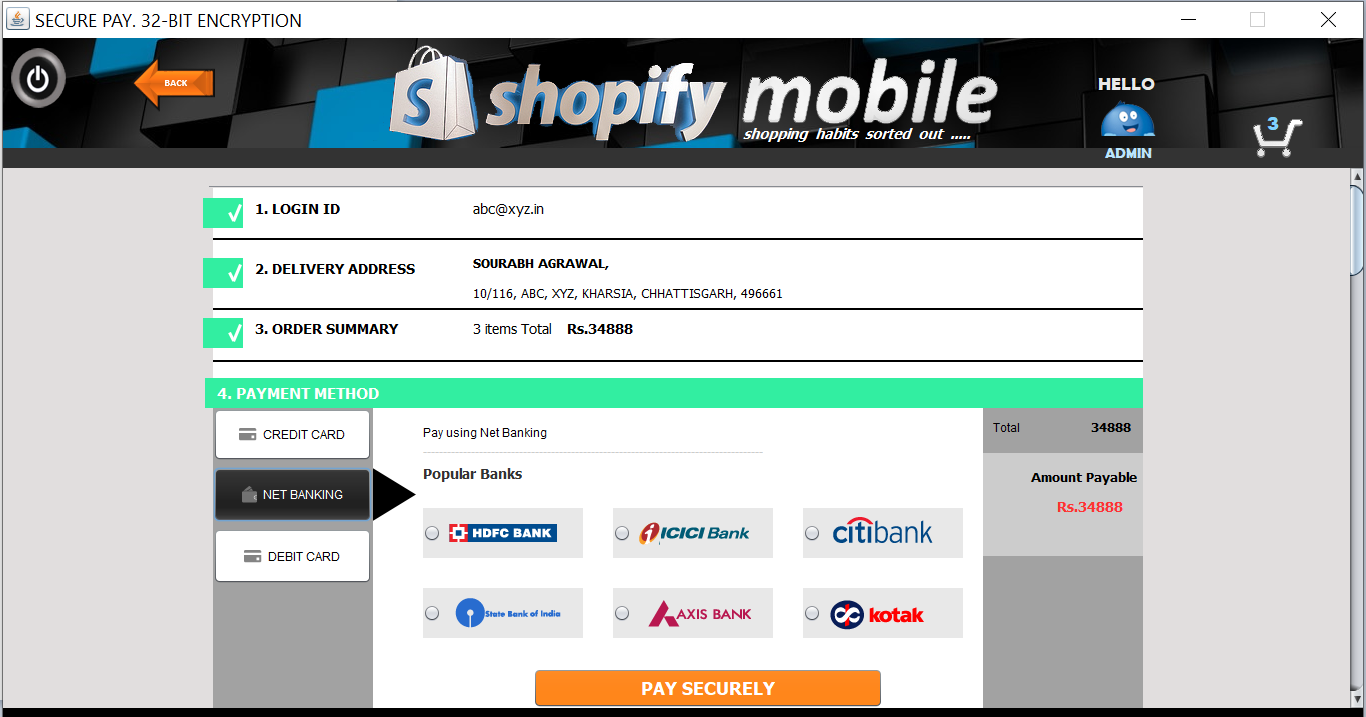 SECURE PAY. 32-BIT ENCRYPTION
BACK
S shopify mobile
shopping habits sorted out .....
HELLO
ADMIN
3
1. LOGIN ID abc@xyz.in
2. DELIVERY ADDRESS SOURABH AGRAWAL,
10/116, ABC, XYZ, KHARSIA, CHHATTISGARH, 496661
3. ORDER SUMMARY 3 items Total Rs.34888
4. PAYMENT METHOD
CREDIT CARD
NET BANKING
DEBIT CARD
Pay using Net Banking
Popular Banks
HDFC BANK ICICI Bank citibank
State Bank of India AXIS BANK kotak
PAY SECURELY
Total 34888
Amount Payable
Rs.34888